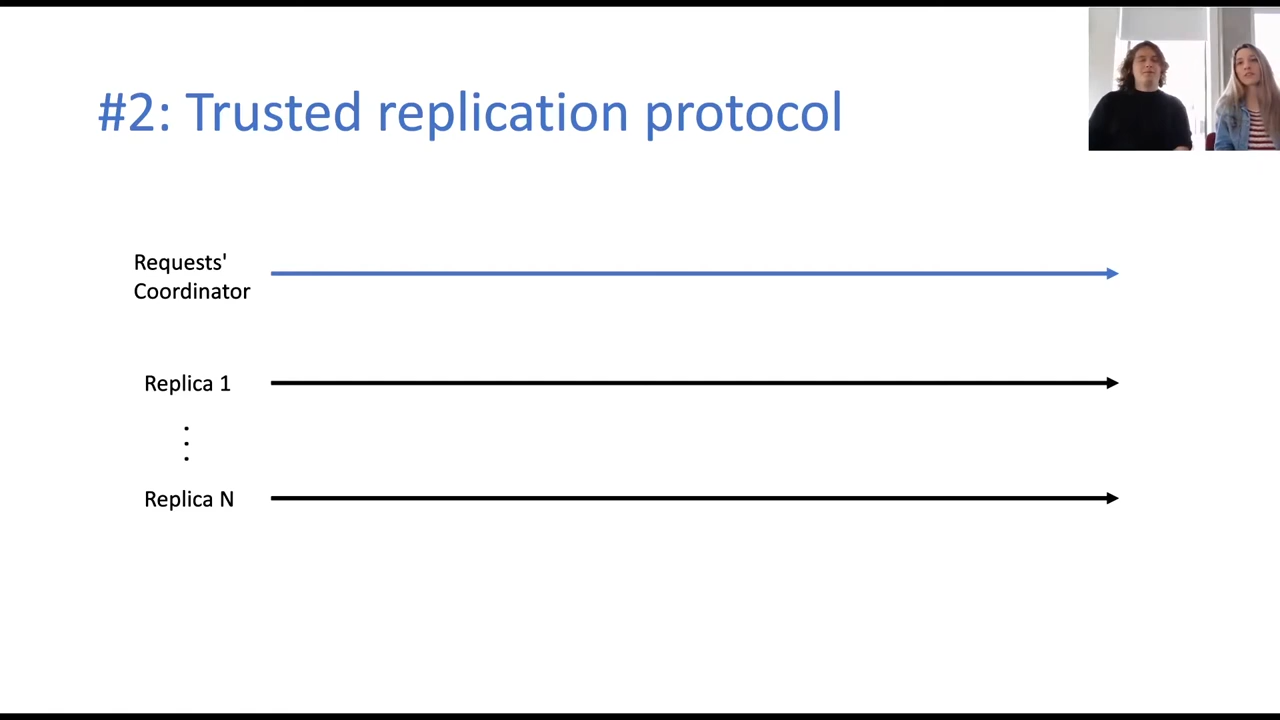 #2: Trusted replication protocol
Requests'
Coordinator
Replica 1
Replica N